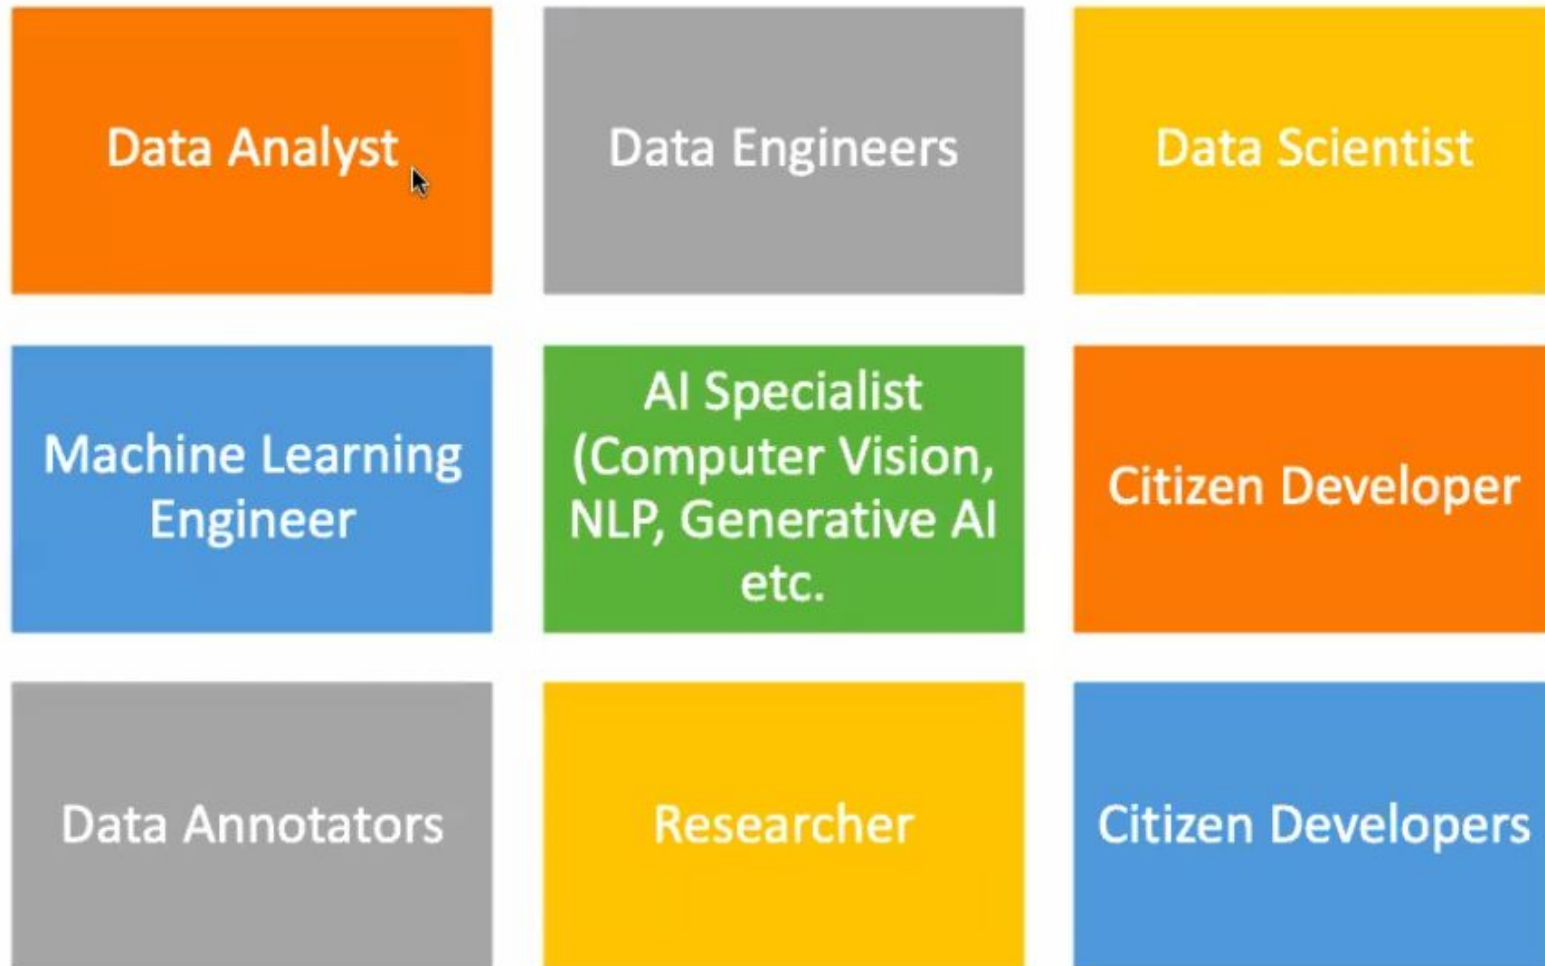 Data Analyst
Data Engineers
Data Scientist
Machine Learning
Engineer
AI Specialist
(Computer Vision,
NLP, Generative AI
etc.
Citizen Developer
Data Annotators
Researcher
Citizen Developers